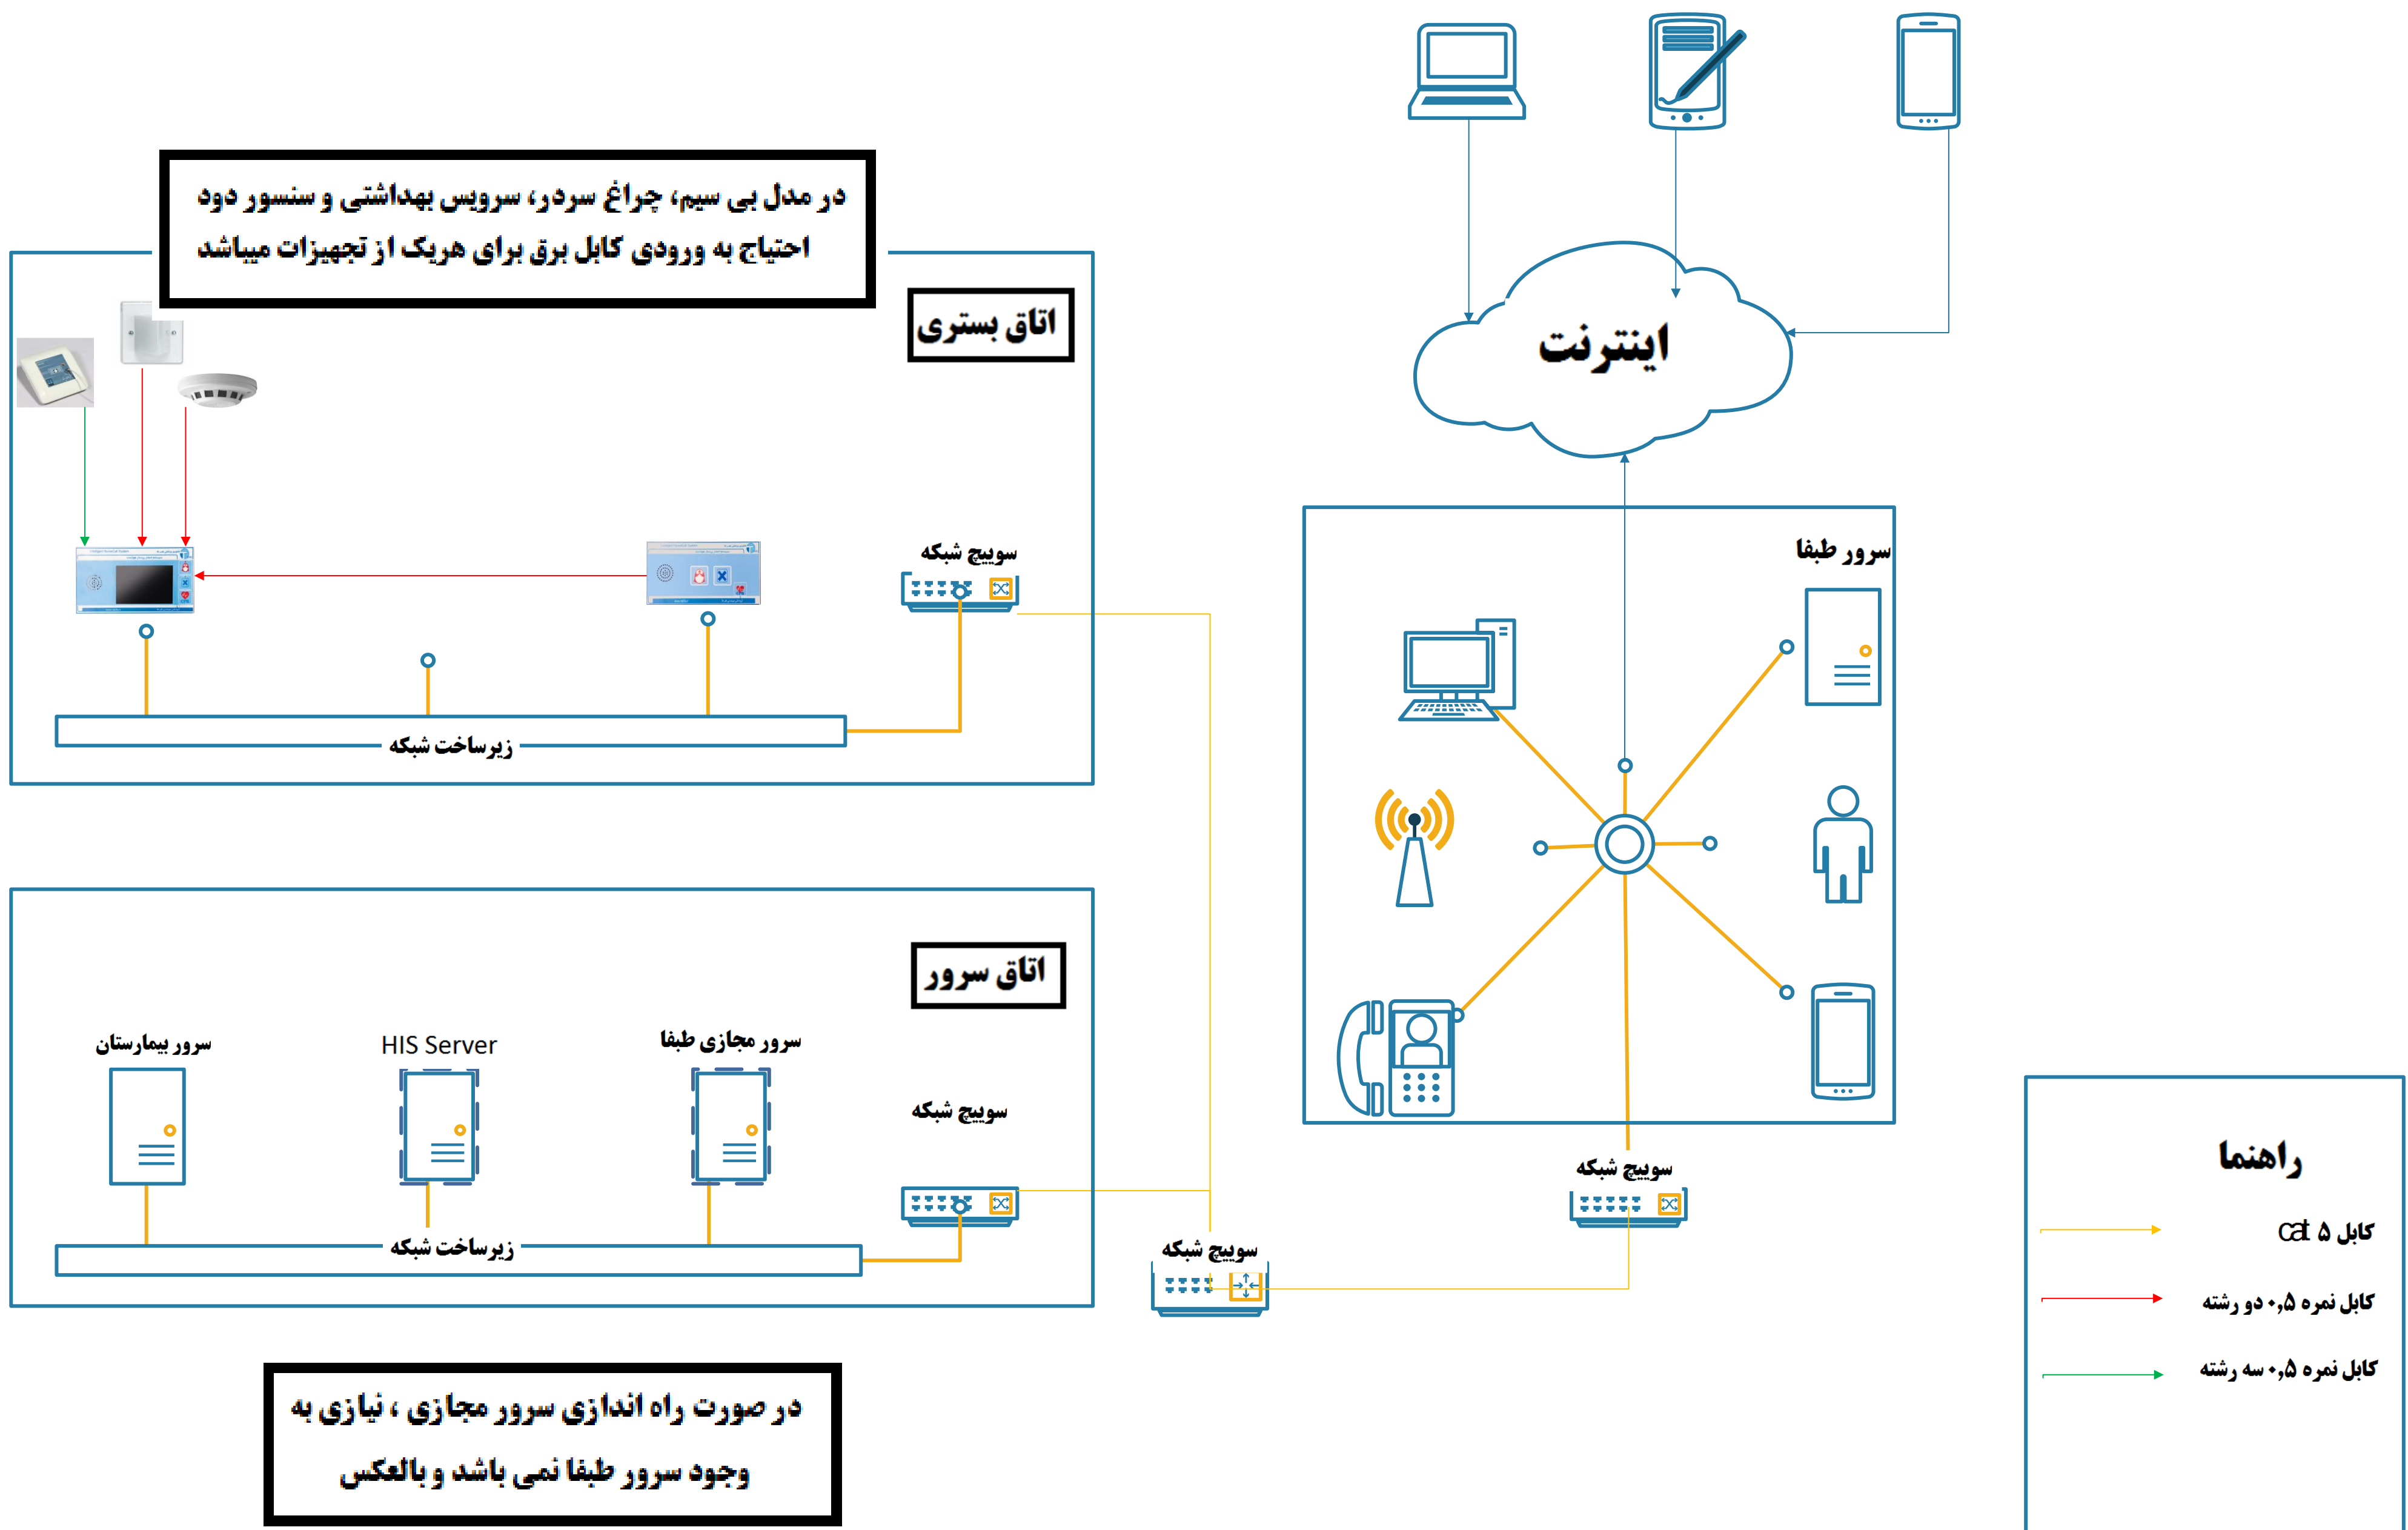 در مدل بی سیم، چراغ سردر، سرویس بهداشتی و سنسور دود
احتیاج به ورودی کابل برق برای هریک از تجهیزات میباشد
اتاق بستری
سوییچ شبکه
زیرساخت شبکه
اینترنت
سرور طبفا
اتاق سرور
سرور بیمارستان
HIS Server
سرور مجازی طبفا
سوییچ شبکه
زیرساخت شبکه
سوییچ شبکه
سوییچ شبکه
در صورت راه اندازی سرور مجازی ، نیازی به
وجود سرور طبفا نمی باشد و بالعکس
راهنما
کابل cat ۵
کابل نمره ۰٫۵ دو رشته
کابل نمره ۰٫۵ سه رشته